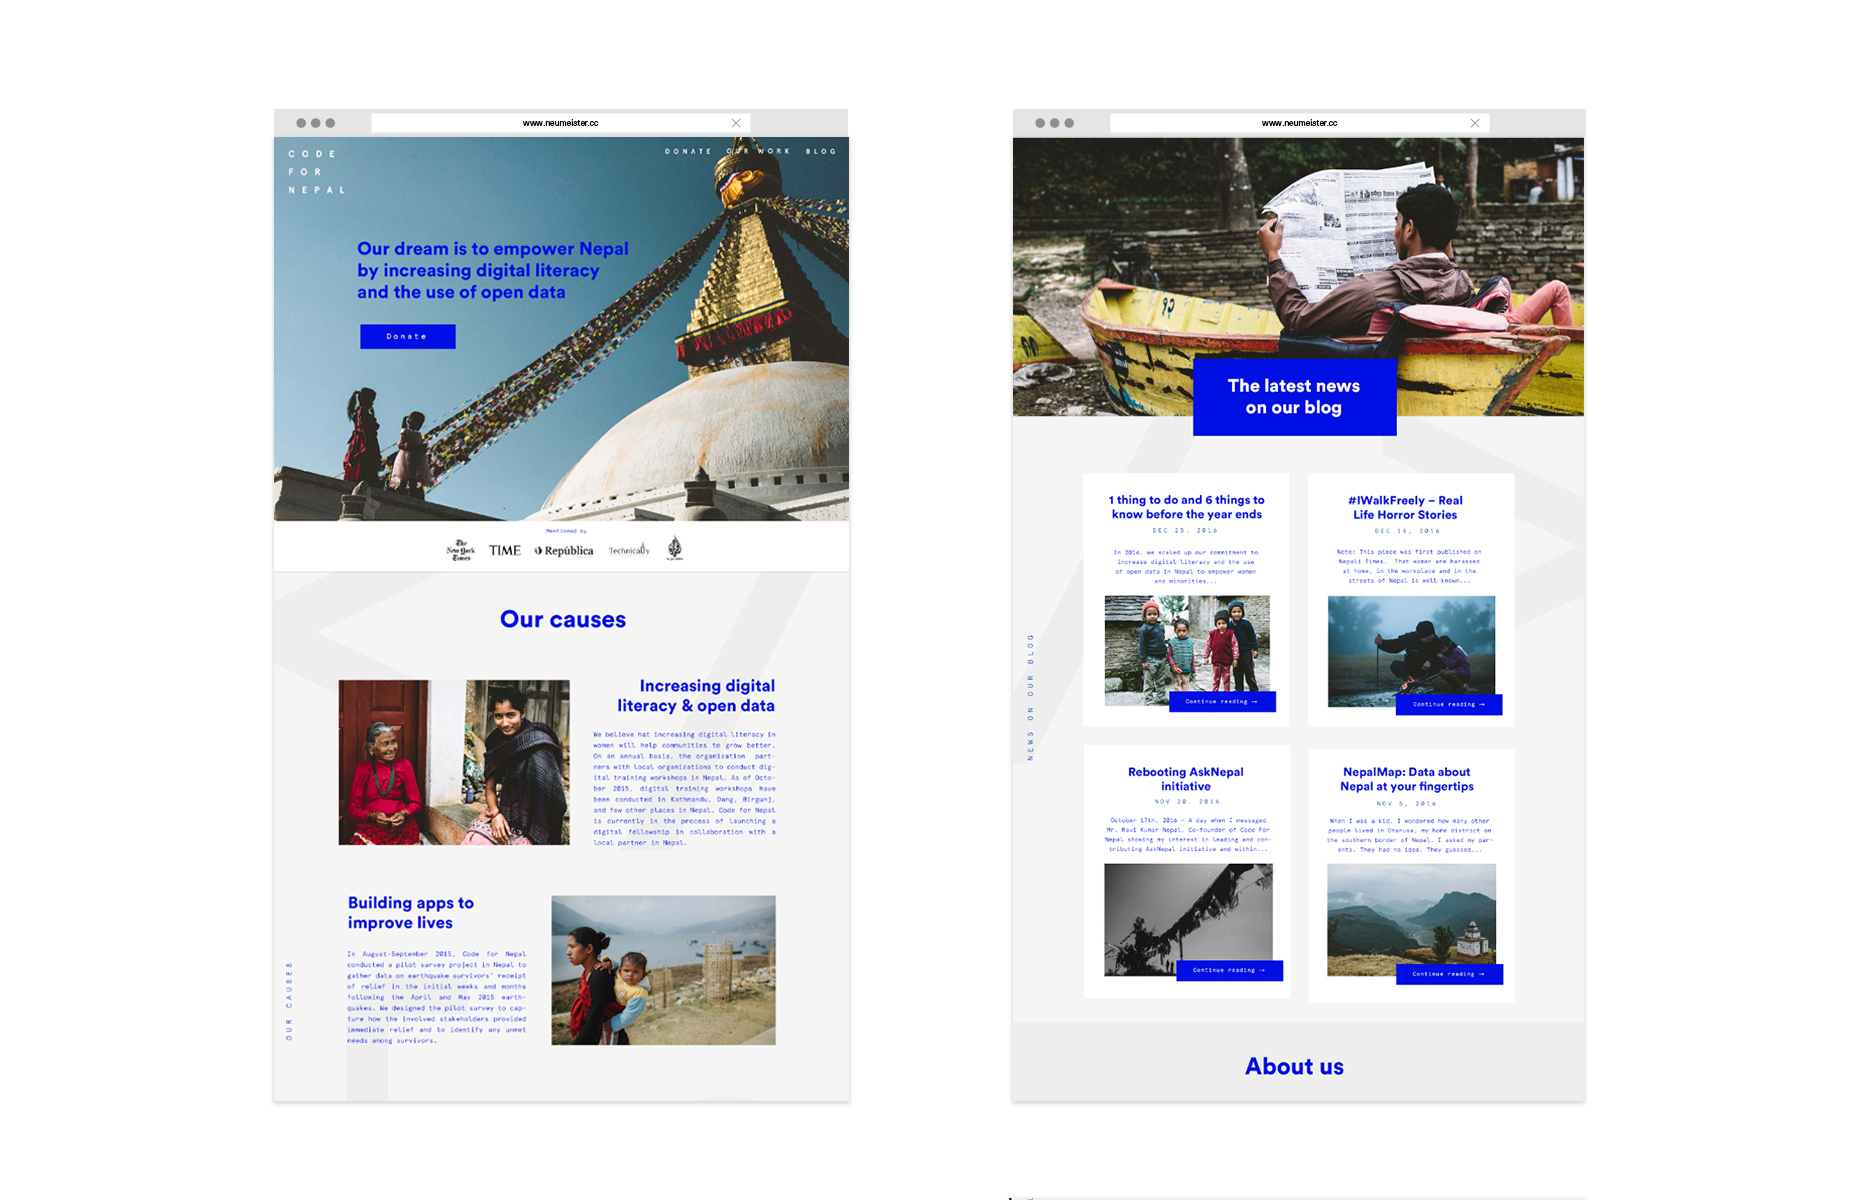 www.neumeister.cc
CODE
FOR
NEPAL
DONATE OUR WORK BLOG
Our dream is to empower Nepal
by increasing digital literacy
and the use of open data
Donate
Mentioned by
The
New York
Times
TIME
República
Technically
Our causes
Increasing digital
literacy & open data
We believe hat increasing digital literacy in
women will help communities to grow better.
On an annual basis, the organization part-
ners with local organizations to conduct dig-
ital training workshops in Nepal. As of Octo-
ber 2015, digital training workshops have
been conducted in Kathmandu, Dang, Birgunj,
and few other places in Nepal. Code for Nepal
is currently in the process of launching a
digital fellowship in collaboration with a
local partner in Nepal.
Building apps to
improve lives
In August-September 2015, Code for Nepal
conducted a pilot survey project in Nepal to
gather data on earthquake survivors' receipt
of relief in the initial weeks and months
following the April and May 2015 earth-
quakes. We designed the pilot survey to cap-
ture how the involved stakeholders provided
immediate relief and to identify any unmet
needs among survivors.
OUR CAUSES
www.neumeister.cc
The latest news
on our blog
1 thing to do and 6 things to
know before the year ends
DEC 25, 2016
In 2016, we scaled up our commitment to
increase digital literacy and the use
of open data in Nepal to empower women
and minorities...
Continue reading →
#IWalkFreely – Real
Life Horror Stories
DEC 16, 2016
Note: This piece was first published on
Nepali Times. That women are harassed
at home, in the workplace and in the
streets of Nepal is well known...
Continue reading →
NEWS ON OUR BLOG
Rebooting AskNepal
initiative
NOV 20, 2016
October 17th, 2016 – A day when I messaged
Mr. Ravi Kumar Nepal, Co-founder of Code For
Nepal showing my interest in leading and con-
tributing AskNepal initiative and within...
Continue reading →
NepalMap: Data about
Nepal at your fingertips
NOV 5, 2016
When I was a kid, I wondered how many other
people lived in Dhanusa, my home district on
the southern border of Nepal. I asked my par-
ents. They had no idea. They guessed...
Continue reading →
About us